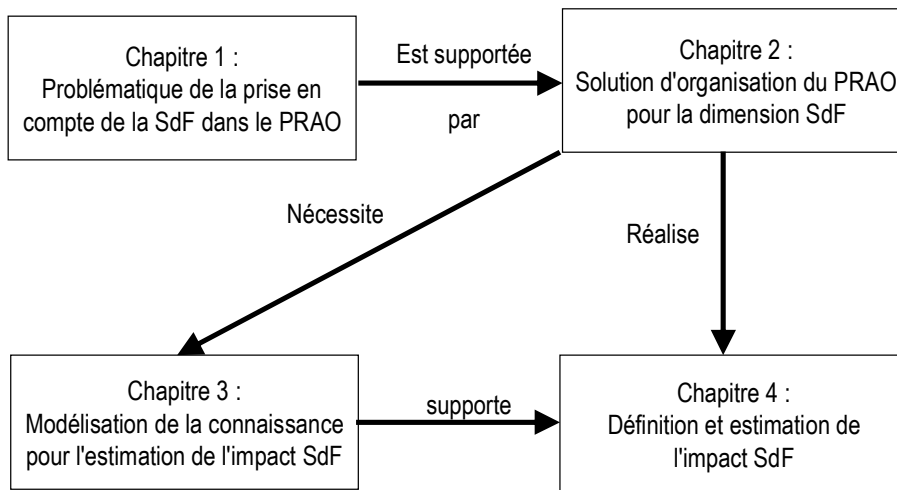 Chapitre 1 :
Problématique de la prise en
compte de la SdF dans le PRAO
Est supportée
par
Chapitre 2 :
Solution d'organisation du PRAO
pour la dimension SdF
Nécessite
Réalise
Chapitre 3 :
Modélisation de la connaissance
pour l'estimation de l'impact SdF
supporte
Chapitre 4 :
Définition et estimation de
l'impact SdF